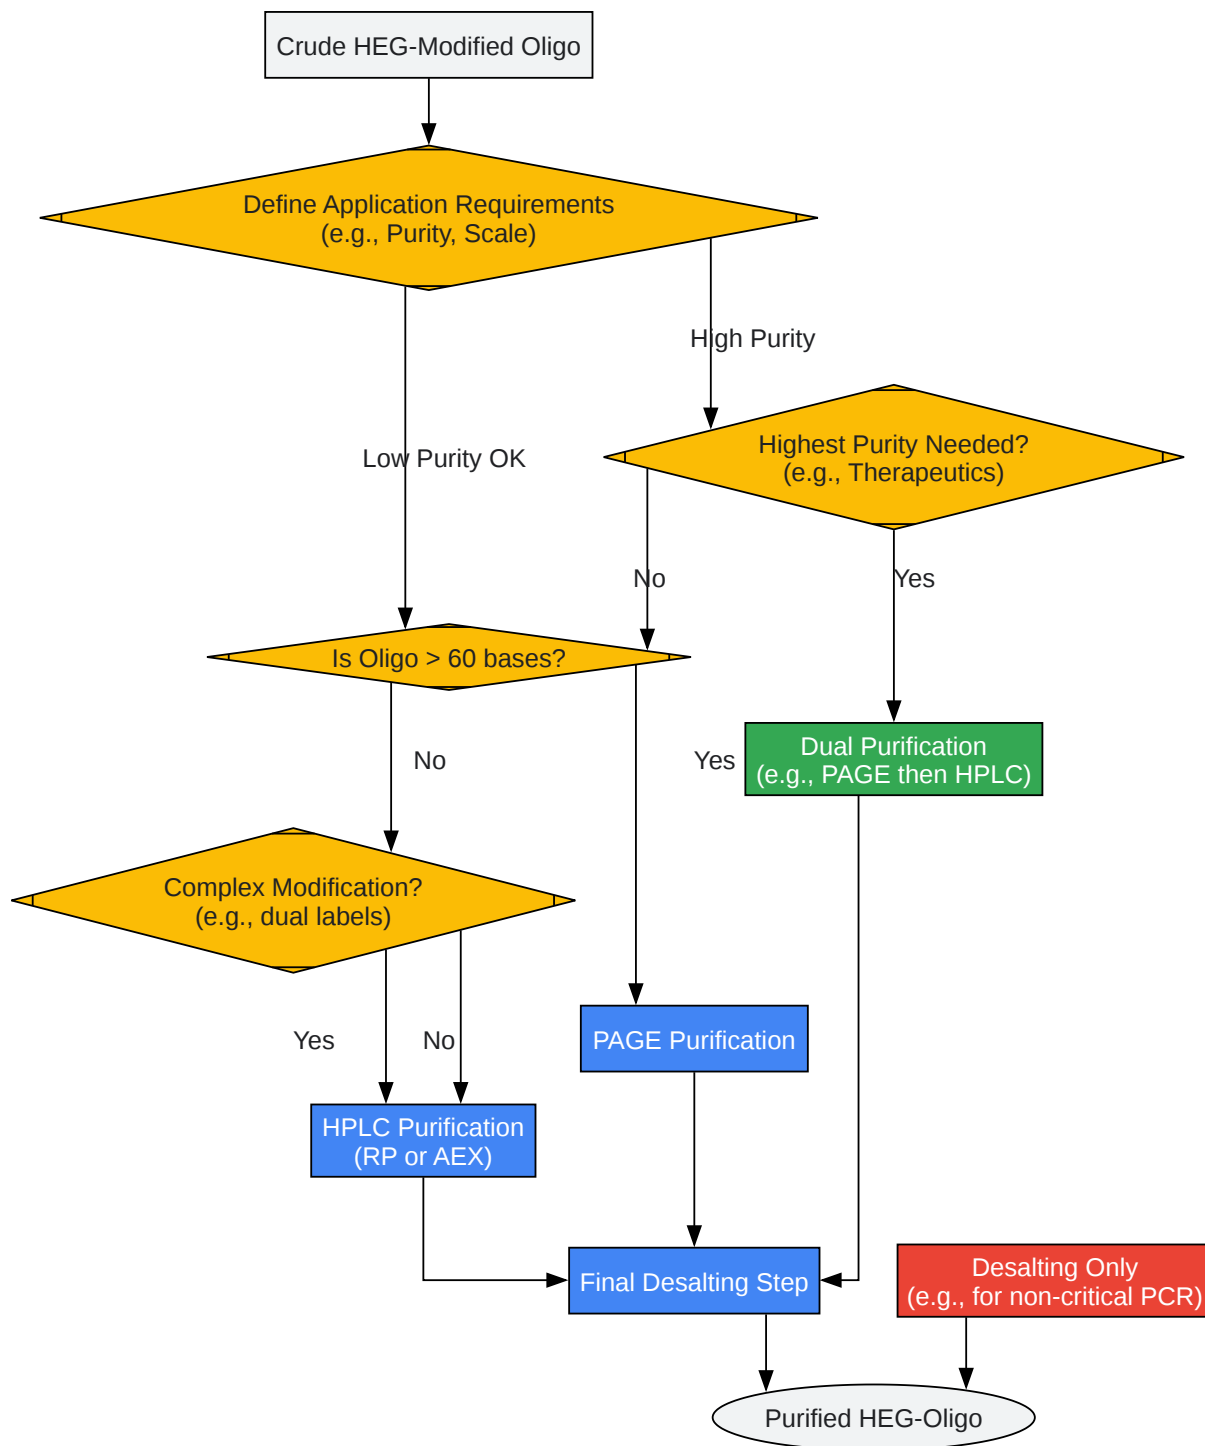 Crude HEG-Modified Oligo
Define Application Requirements
(e.g., Purity, Scale)
High Purity
Low Purity OK
Highest Purity Needed?
(e.g., Therapeutics)
No
Yes
Is Oligo > 60 bases?
No
Yes
Dual Purification
(e.g., PAGE then HPLC)
Complex Modification?
(e.g., dual labels)
Yes
No
PAGE Purification
HPLC Purification
(RP or AEX)
Final Desalting Step
Desalting Only
(e.g., for non-critical PCR)
Purified HEG-Oligo